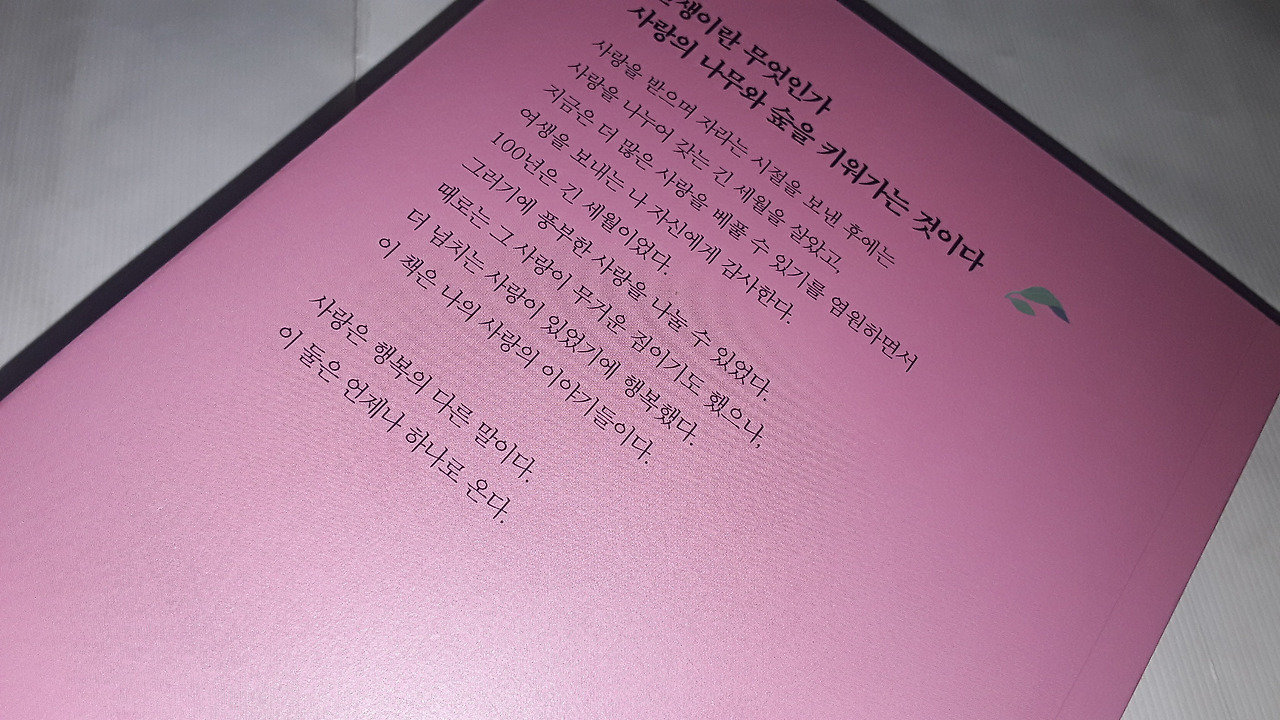 인생이란 무엇인가
사랑의 나무와 숲을 키워가는 것이다
사랑을 받으며 자라는 시절을 보낸 후에는
사랑을 나누어 갖는 긴 세월을 살았고,
지금은 더 많은 사랑을 베풀 수 있기를 염원하면서
여생을 보내는 나 자신에게 감사한다.
100년은 긴 세월이었다.
그러기에 풍부한 사랑을 나눌 수 있었다.
때로는 그 사랑이 무거운 짐이기도 했으나,
더 넘치는 사랑이 있었기에 행복했다.
이 책은 나의 사랑의 이야기들이다.
사랑은 행복의 다른 말이다.
이 둘은 언제나 하나로 온다.